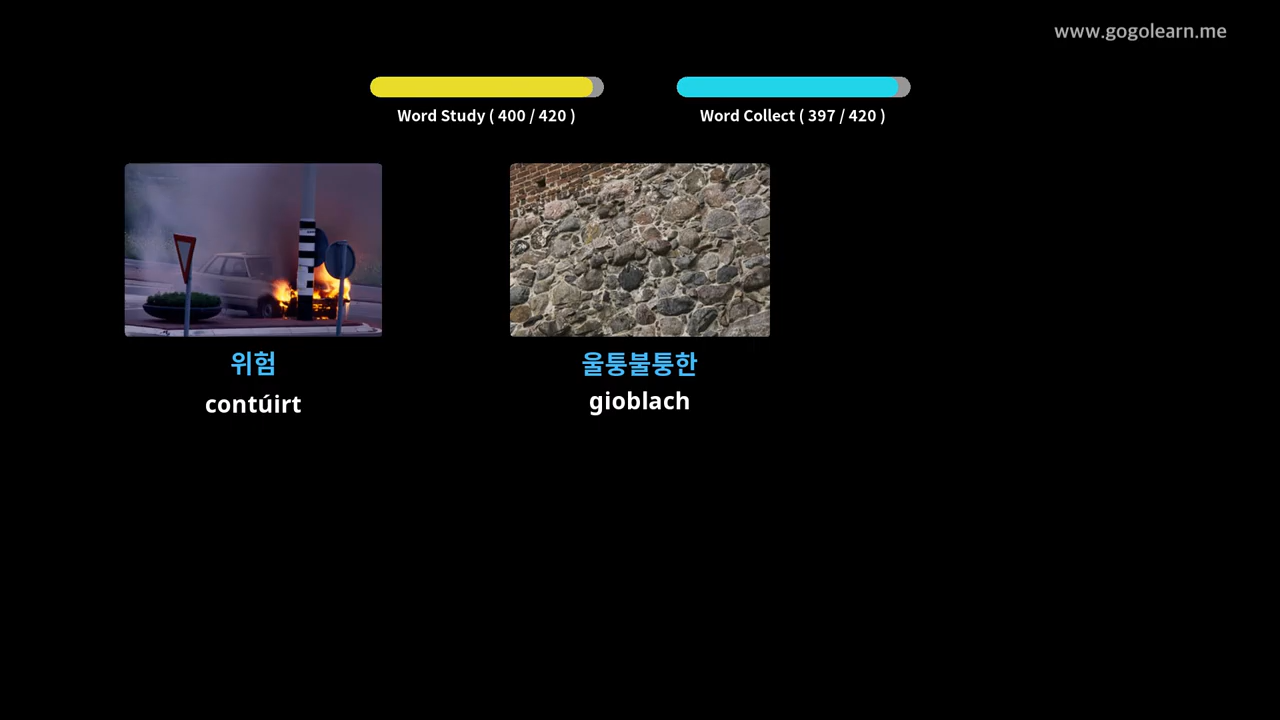 www.gogolearn.me
Word Study ( 400 / 420 )
Word Collect ( 397 / 420 )
위험
contúirt
울퉁불퉁한
gioblach